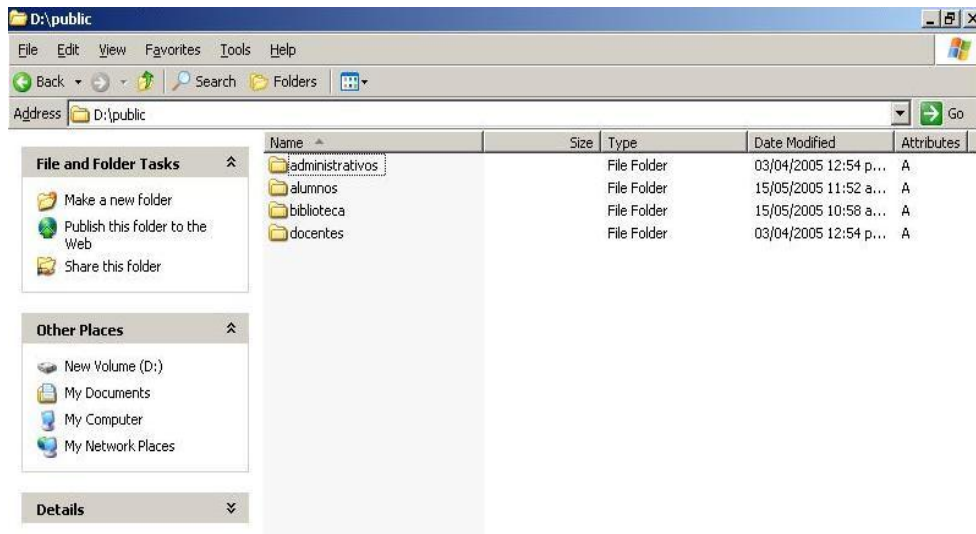 D:\public
File Edit View Favorites Tools Help
Back Search Folders
Address D:\public Go
File and Folder Tasks
Make a new folder
Publish this folder to the
Web
Share this folder
Other Places
New Volume (D:)
My Documents
My Computer
My Network Places
Details
Name Size Type Date Modified Attributes
administrativos File Folder 03/04/2005 12:54 p... A
alumnos File Folder 15/05/2005 11:52 a... A
biblioteca File Folder 15/05/2005 10:58 a... A
docentes File Folder 03/04/2005 12:54 p... A